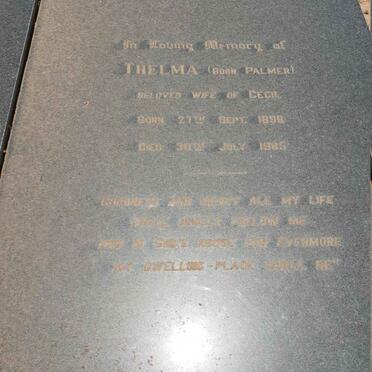 In Loving Memory of
THELMA (BORN PALMER)
BELOVED WIFE OF CECIL
BORN 27TH SEPT. 1898
DIED 30TH JULY 1985
GOODNESS AND MERCY ALL MY LIFE
SHALL SURELY FOLLOW ME
AND IN GOD'S HOUSE FOR EVERMORE
MY DWELLING-PLACE SHALL BE"